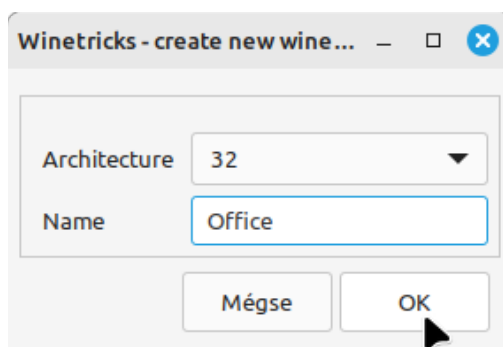 Winetricks - create new wine...
Architecture 32
Name Office
Mégse OK